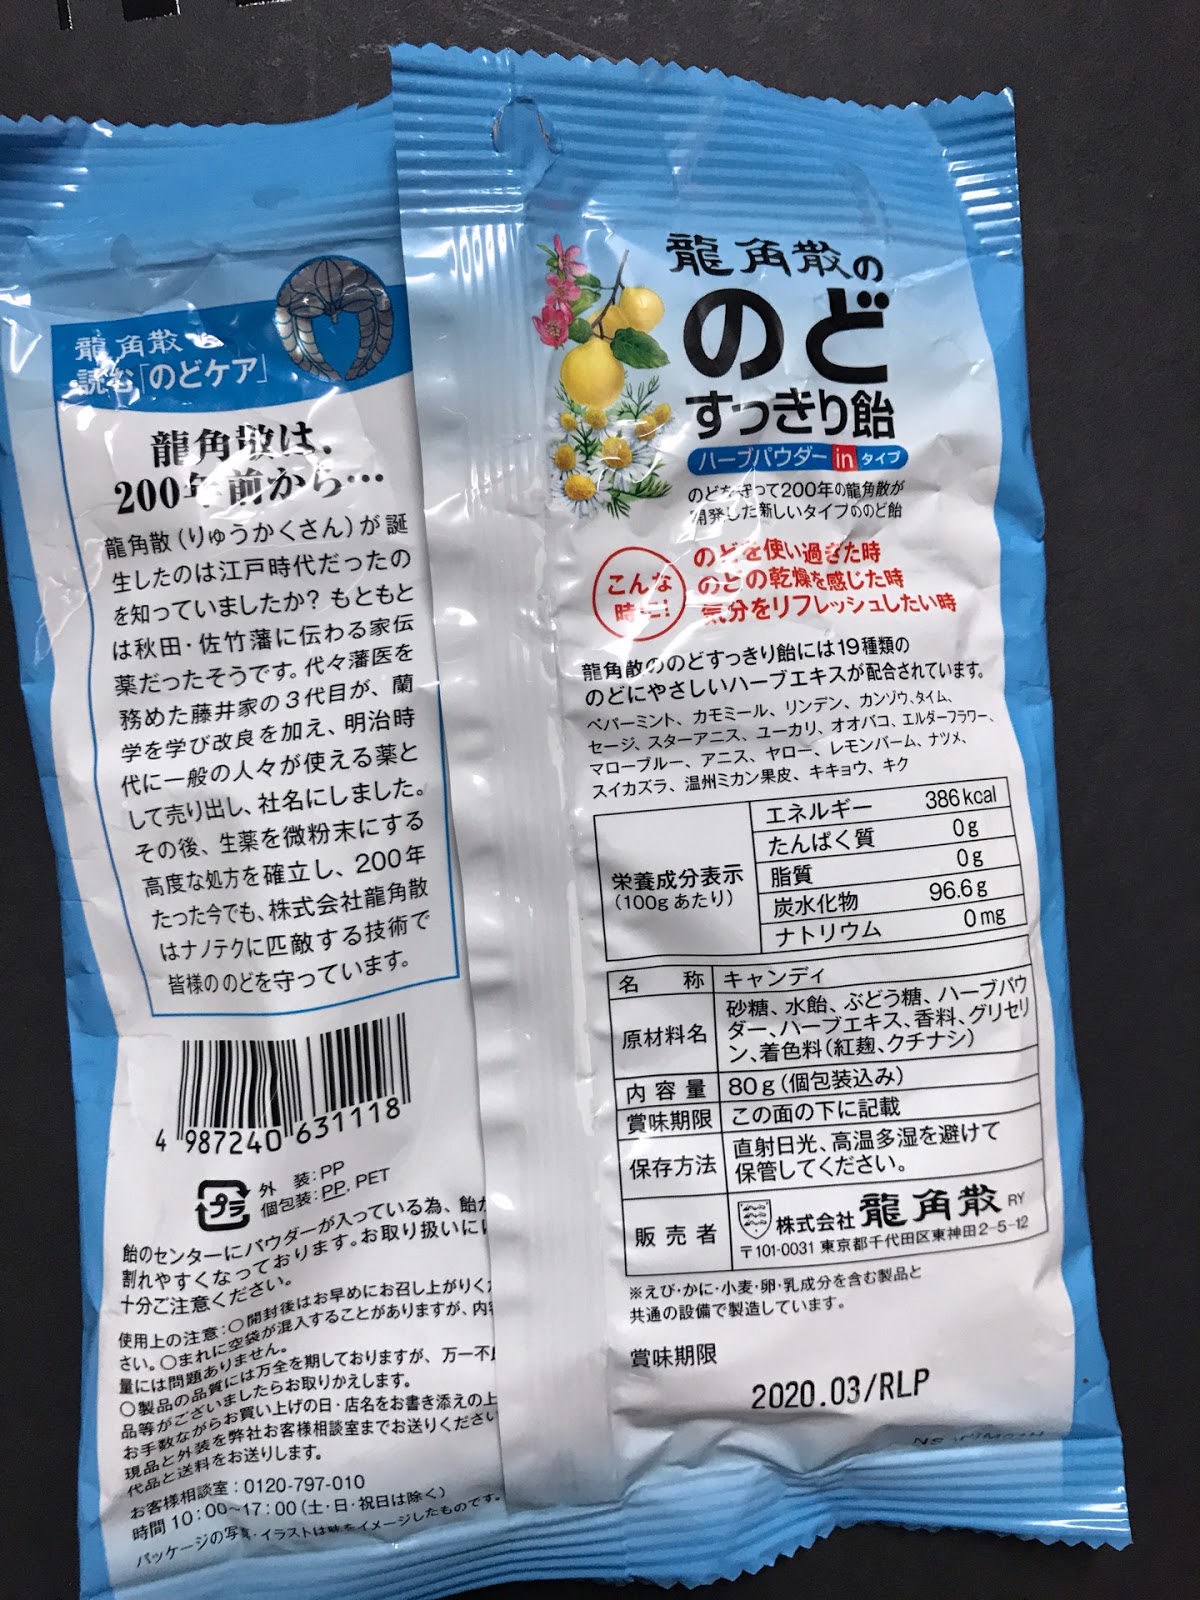 龍角散の
読む「のどケア」
龍角散は、
200年前から…
龍角散（りゅうかくさん）が誕
生したのは江戸時代だったの
を知っていましたか？もともと
は秋田・佐竹藩に伝わる家伝
薬だったそうです。代々藩医を
務めた藤井家の３代目が、蘭
学を学び改良を加え、明治時
代に一般の人々が使える薬と
して売り出し、社名にしました。
その後、生薬を微粉末にする
高度な処方を確立し、200年
たった今でも、株式会社龍角散
はナノテクに匹敵する技術で
皆様ののどを守っています。
4 987240 631118
プラ
外　装：PP
個包装：PP, PET
飴のセンターにパウダーが入っている為、飴が
割れやすくなっております。お取り扱いには
十分ご注意ください。
使用上の注意：○開封後はお早めにお召し上がりくだ
さい。○まれに空袋が混入することがありますが、内容
量には問題ありません。
○製品の品質には万全を期しておりますが、万一不良
品等がございましたらお取りかえします。
お手数ながらお買い上げの日・店名をお書き添えの上
現品と外装を弊社お客様相談室までお送りください
代品と送料をお送りします。
お客様相談室：0120-797-010
時間 10：00～17：00（土・日・祝日は除く）
パッケージの写真・イラストは味をイメージしたものです。
龍角散の
のど
すっきり飴
ハーブパウダー in タイプ
のどを守って200年の龍角散が
開発した新しいタイプののど飴
こんな
時に！
のどを使い過ぎた時
のどの乾燥を感じた時
気分をリフレッシュしたい時
龍角散ののどすっきり飴には19種類の
のどにやさしいハーブエキスが配合されています。
ペパーミント、カモミール、リンデン、カンゾウ、タイム、
セージ、スターアニス、ユーカリ、オオバコ、エルダーフラワー、
マローブルー、アニス、ヤロー、レモンバーム、ナツメ、
スイカズラ、温州ミカン果皮、キキョウ、キク
栄養成分表示
（100gあたり）
エネルギー 386kcal
たんぱく質 0g
脂質 0g
炭水化物 96.6g
ナトリウム 0mg
名　称 キャンディ
原材料名 砂糖、水飴、ぶどう糖、ハーブパウ
ダー、ハーブエキス、香料、グリセリ
ン、着色料（紅麹、クチナシ）
内容量 80g（個包装込み）
賞味期限 この面の下に記載
保存方法 直射日光、高温多湿を避けて
保管してください。
販売者 株式会社 龍角散 RY
〒101-0031 東京都千代田区東神田2-5-12
※えび・かに・小麦・卵・乳成分を含む製品と
共通の設備で製造しています。
賞味期限
2020.03/RLP